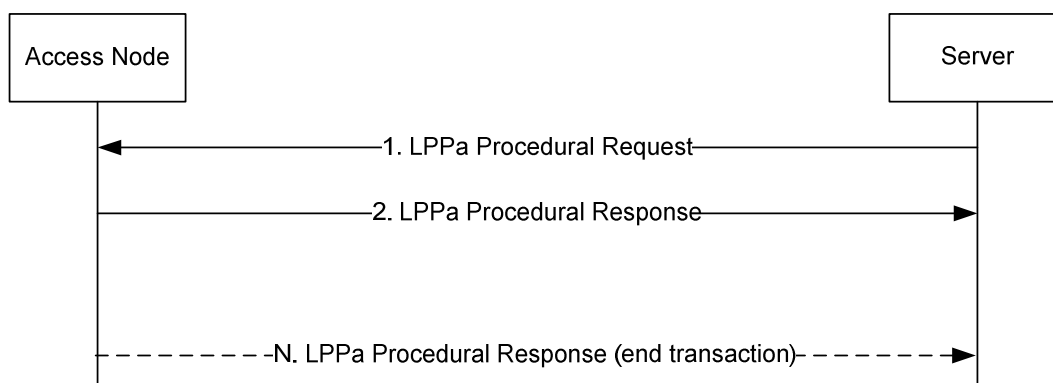 Access Node
Server
1. LPPa Procedural Request
2. LPPa Procedural Response
N. LPPa Procedural Response (end transaction)